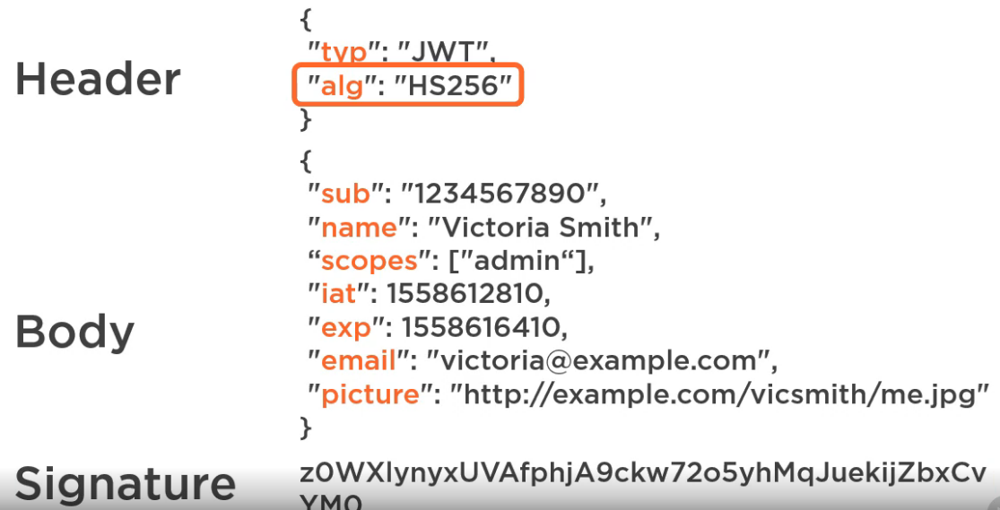 Header
{
"typ": "JWT",
"alg": "HS256"
}
Body
{
"sub": "1234567890",
"name": "Victoria Smith",
“scopes": ["admin“],
"iat": 1558612810,
"exp": 1558616410,
"email": "victoria@example.com",
"picture": "http://example.com/vicsmith/me.jpg"
}
Signature
z0WXlynyxUVAfphjA9ckw72o5yhMqJuekijZbxCv
YM0